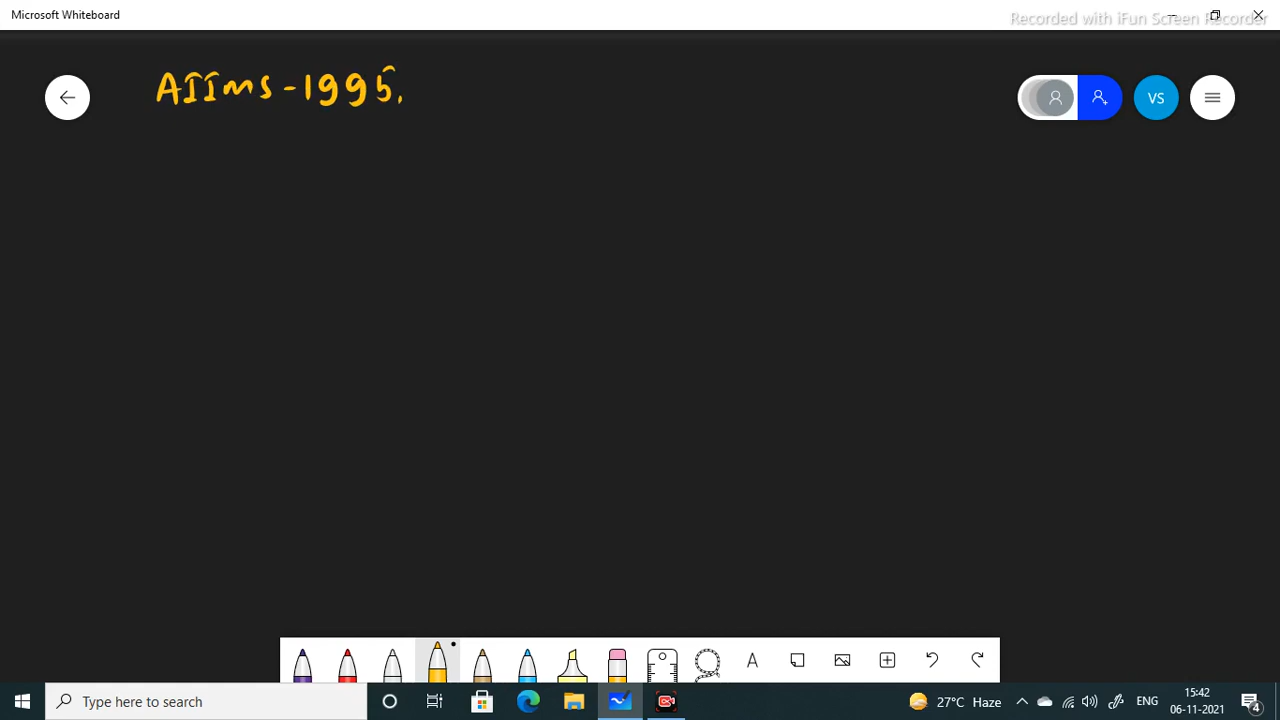 Microsoft Whiteboard
Recorded with iFun Screen Recorder
AIIMS - 1995.
VS
A
Type here to search
27°C Haze
ENG
15:42
06-11-2021
4